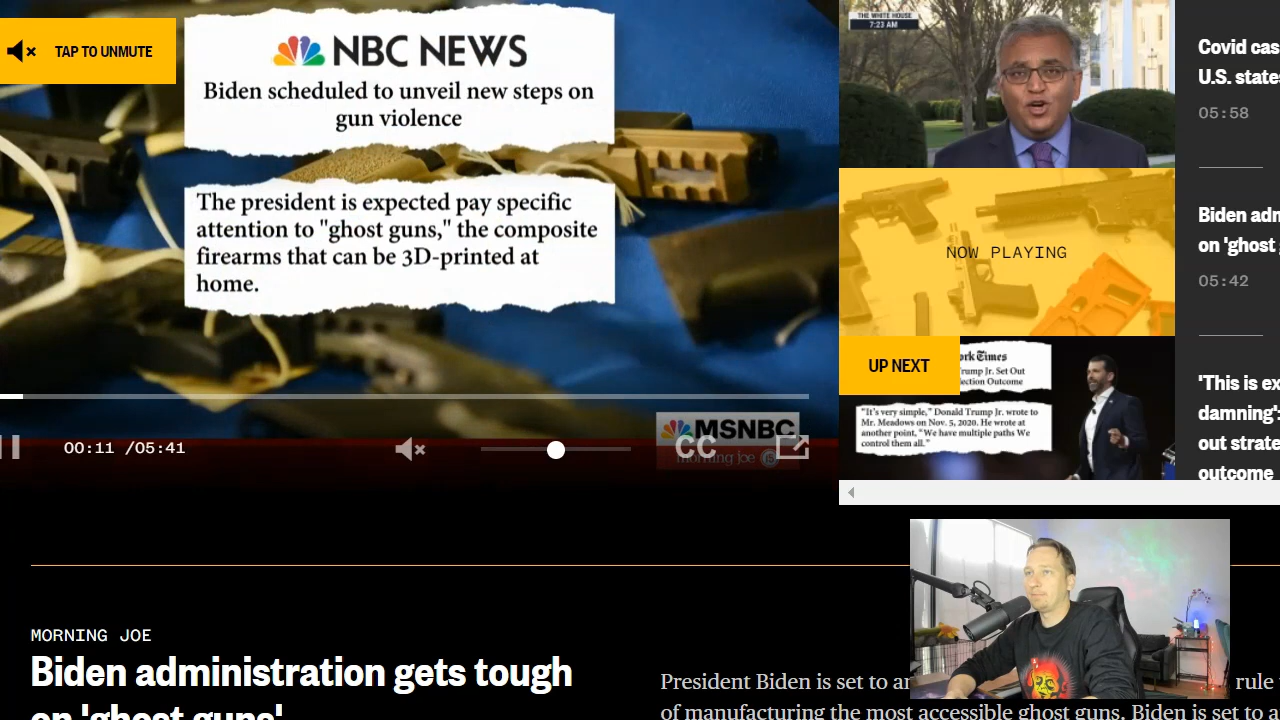 TAP TO UNMUTE
NBC NEWS
Biden scheduled to unveil new steps on
gun violence
The president is expected pay specific
attention to "ghost guns," the composite
firearms that can be 3D-printed at
home.
00:11 /05:41
MSNBC
morning joe
CC
THE WHITE HOUSE
7:23 AM
Covid cas
U.S. state
05:58
NOW PLAYING
Biden adm
on 'ghost
05:42
UP NEXT
ork Times
Trump Jr. Set Out
lection Outcome
"It's very simple," Donald Trump Jr. wrote to
Mr. Meadows on Nov. 5, 2020. He wrote at
another point, "We have multiple paths We
control them all."
'This is ex
damning':
out strate
outcome
MORNING JOE
Biden administration gets tough
on 'ghost guns'
President Biden is set to an
rule
of manufacturing the most accessible ghost guns. Biden is set to a